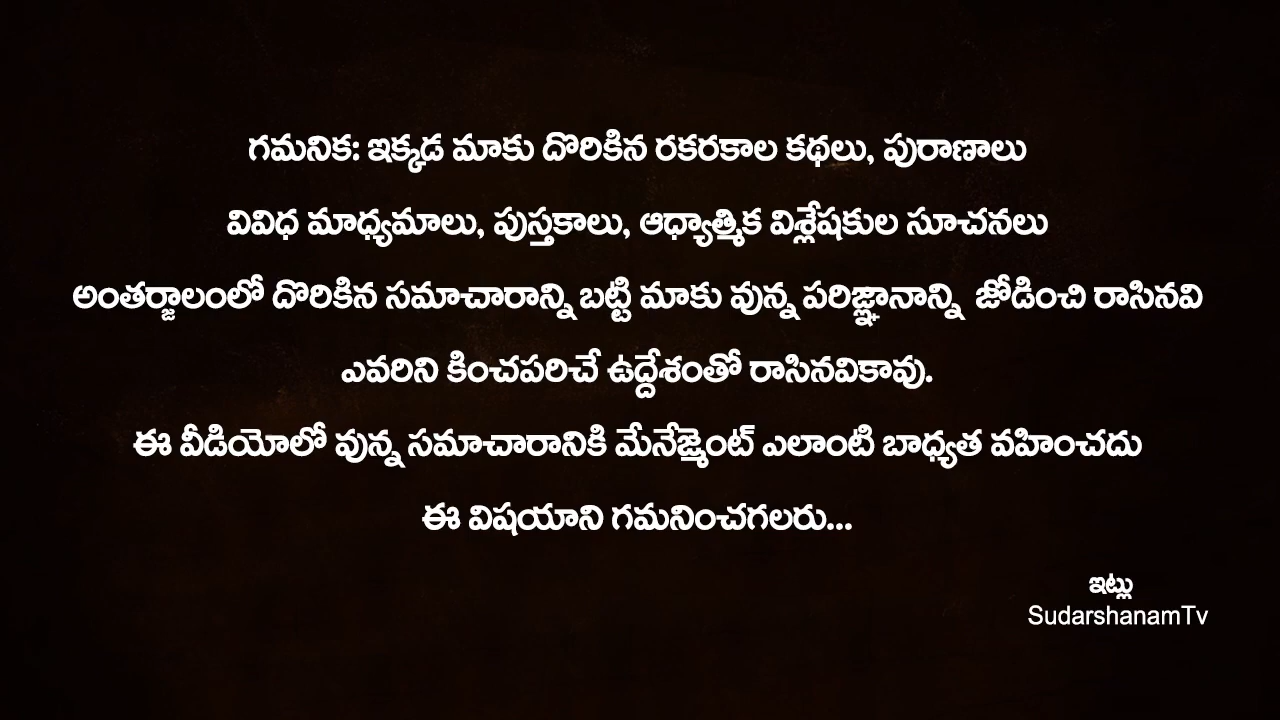 గమనిక: ఇక్కడ మాకు దొరికిన రకరకాల కథలు, పురాణాలు
వివిధ మాధ్యమాలు, పుస్తకాలు, ఆధ్యాత్మిక విశ్లేషకుల సూచనలు
అంతర్జాలంలో దొరికిన సమాచారాన్ని బట్టి మాకు వున్న పరిజ్ఞానాన్ని జోడించి రాసినవి
ఎవరిని కించపరిచే ఉద్దేశంతో రాసినవికావు.
ఈ వీడియోలో వున్న సమాచారానికి మేనేజ్మెంట్ ఎలాంటి బాధ్యత వహించదు
ఈ విషయాని గమనించగలరు...
ఇట్లు
SudarshanamTv